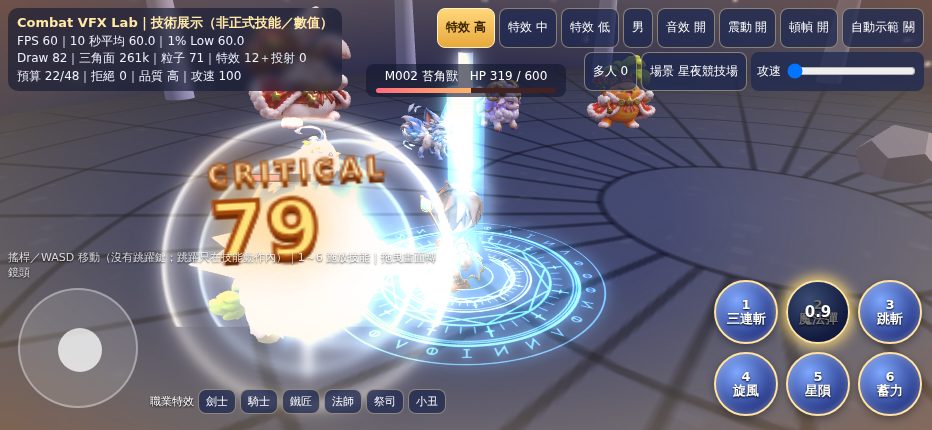 Combat VFX Lab｜技術展示（非正式技能／數值）
FPS 60｜10 秒平均 60.0｜1% Low 60.0
Draw 82｜三角面 261k｜粒子 71｜特效 12＋投射 0
預算 22/48｜拒絕 0｜品質 高｜攻速 100
特效 高
特效 中
特效 低
男
音效 開
震動 開
頓幀 開
自動示範 關
M002 苔角獸 HP 319 / 600
多人 0
場景 星夜競技場
攻速
CRITICAL
79
搖桿／WASD 移動（沒有跳躍鍵；跳躍只在技能動作內）｜1～6 施放技能｜拖曳畫面轉
鏡頭
1
三連斬
0.9
3
跳斬
4
旋風
5
星隕
6
蓄力
職業特效
劍士
騎士
鐵匠
法師
祭司
小丑